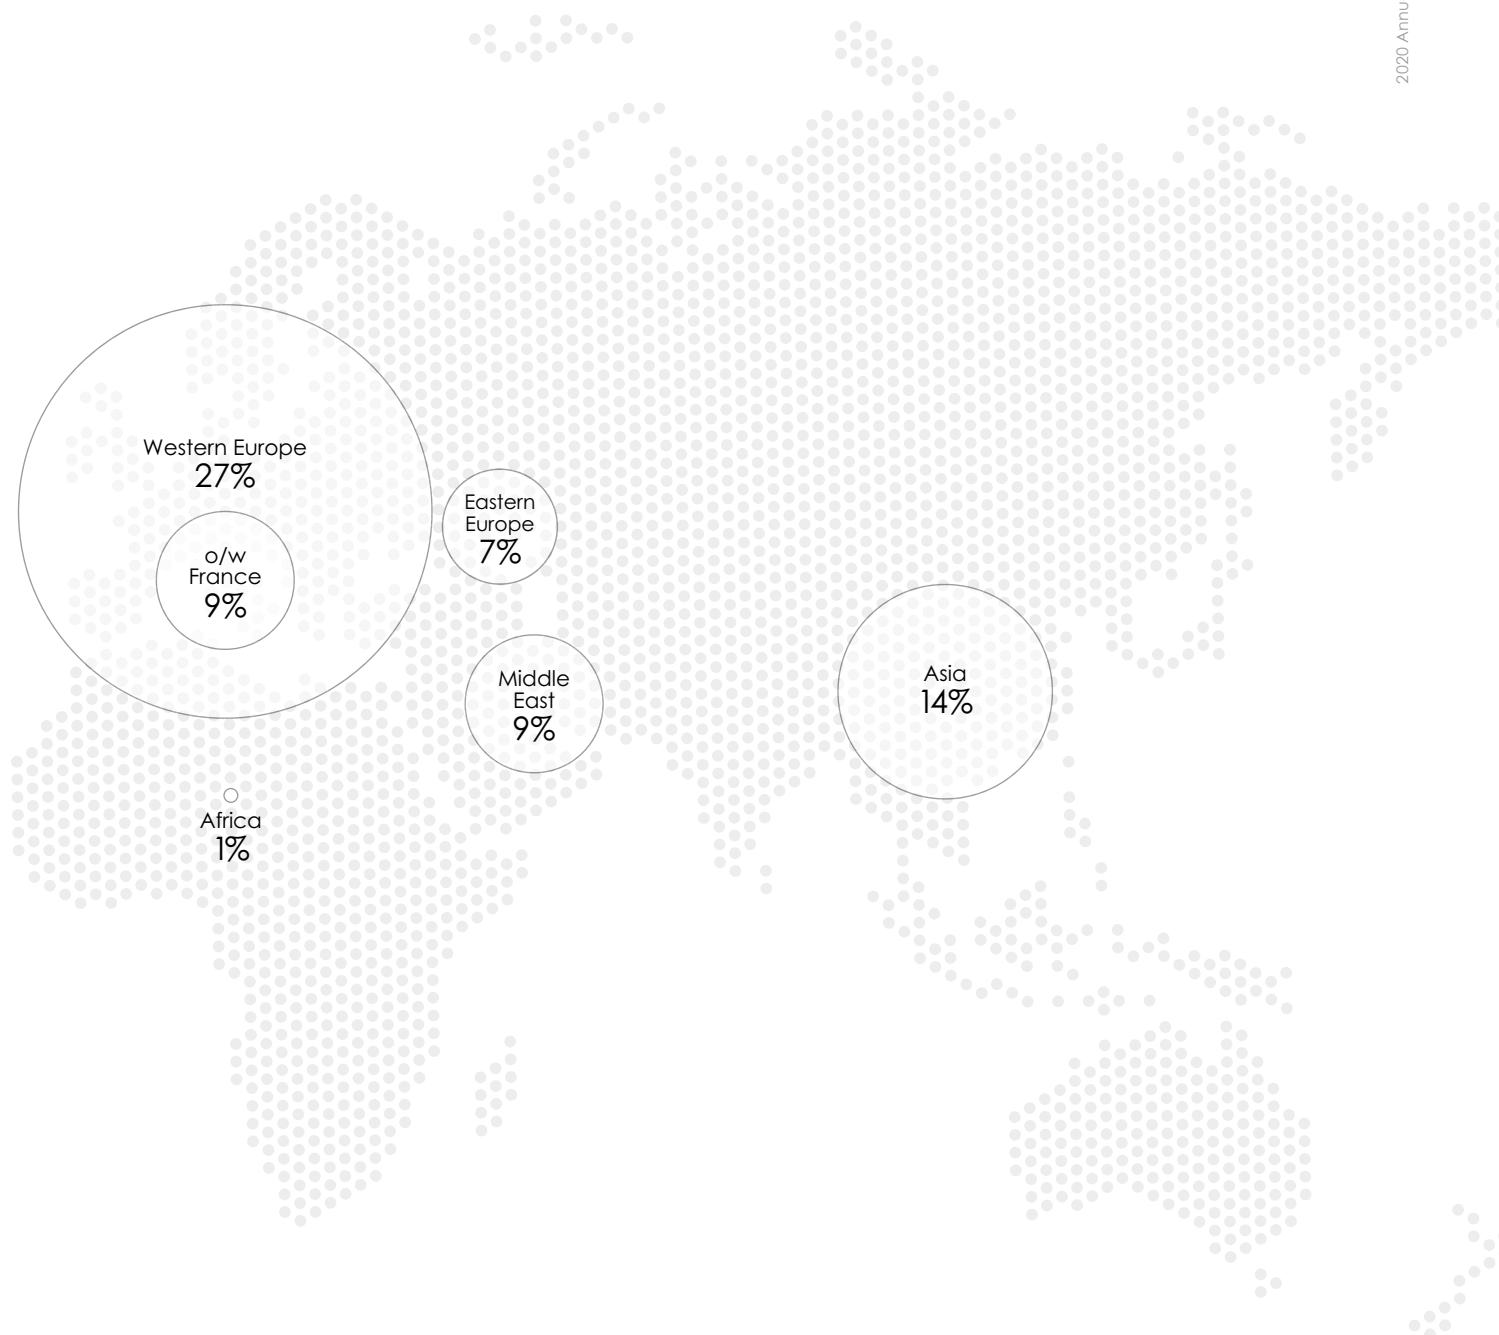 2020 Annu
Western Europe
27%
o/w
France
9%
Eastern
Europe
7%
Middle
East
9%
Asia
14%
Africa
1%